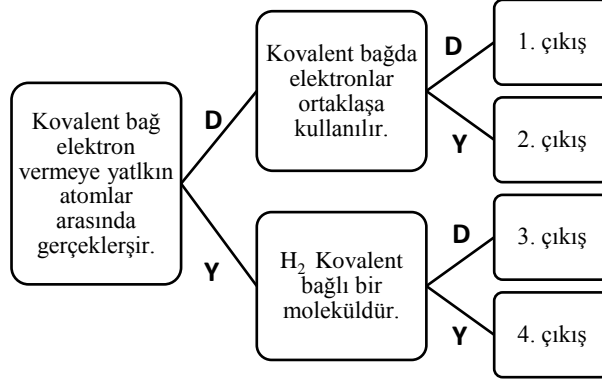 Kovalent bağ
elektron
vermeye yatlkın
atomlar
arasında
gerçeklerşir.
D
Y
Kovalent bağda
elektronlar
ortaklaşa
kullanılır.
D
Y
1. çıkış
2. çıkış
H₂ Kovalent
bağlı bir
moleküldür.
D
Y
3. çıkış
4. çıkış